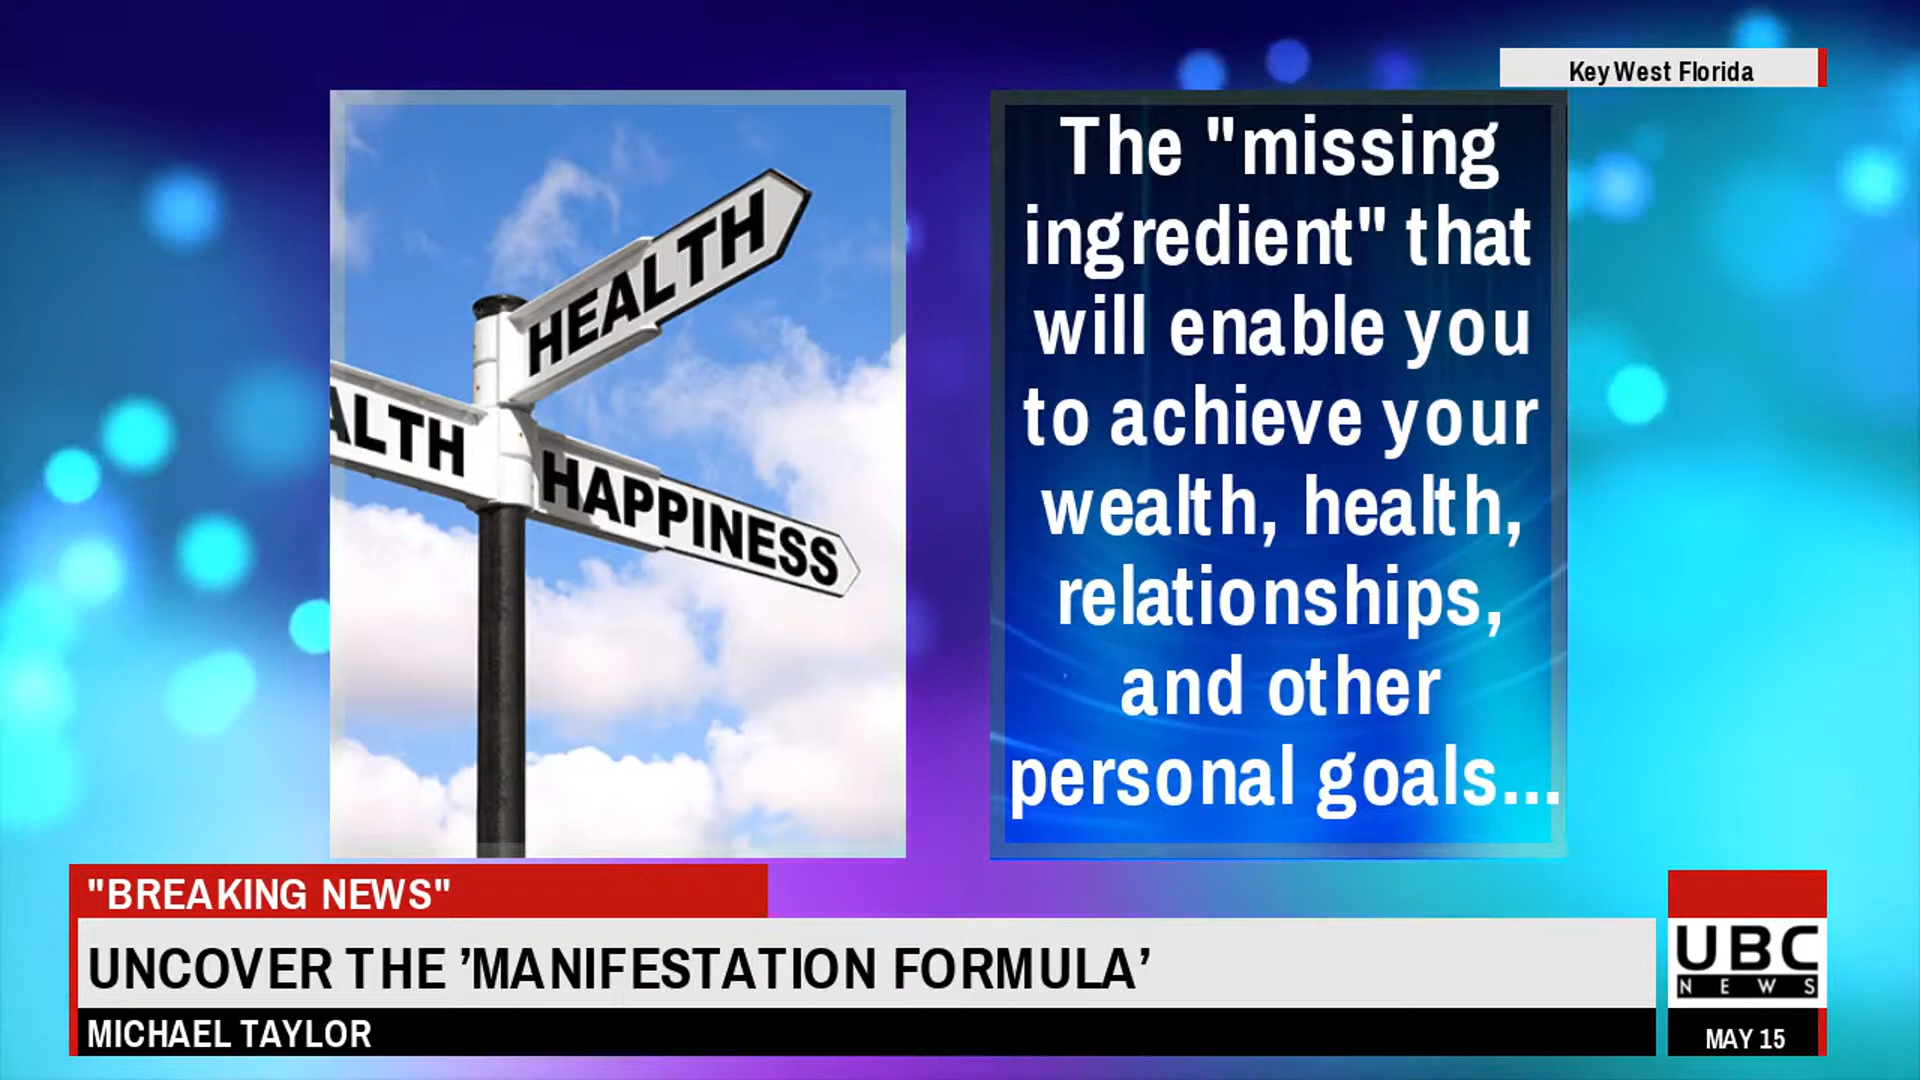 Key West Florida
HEALTH
ALTH
HAPPINESS
The "missing
ingredient" that
will enable you
to achieve your
wealth, health,
relationships,
and other
personal goals...
"BREAKING NEWS"
UNCOVER THE ’MANIFESTATION FORMULA’
MICHAEL TAYLOR
UBC
NEWS
MAY 15